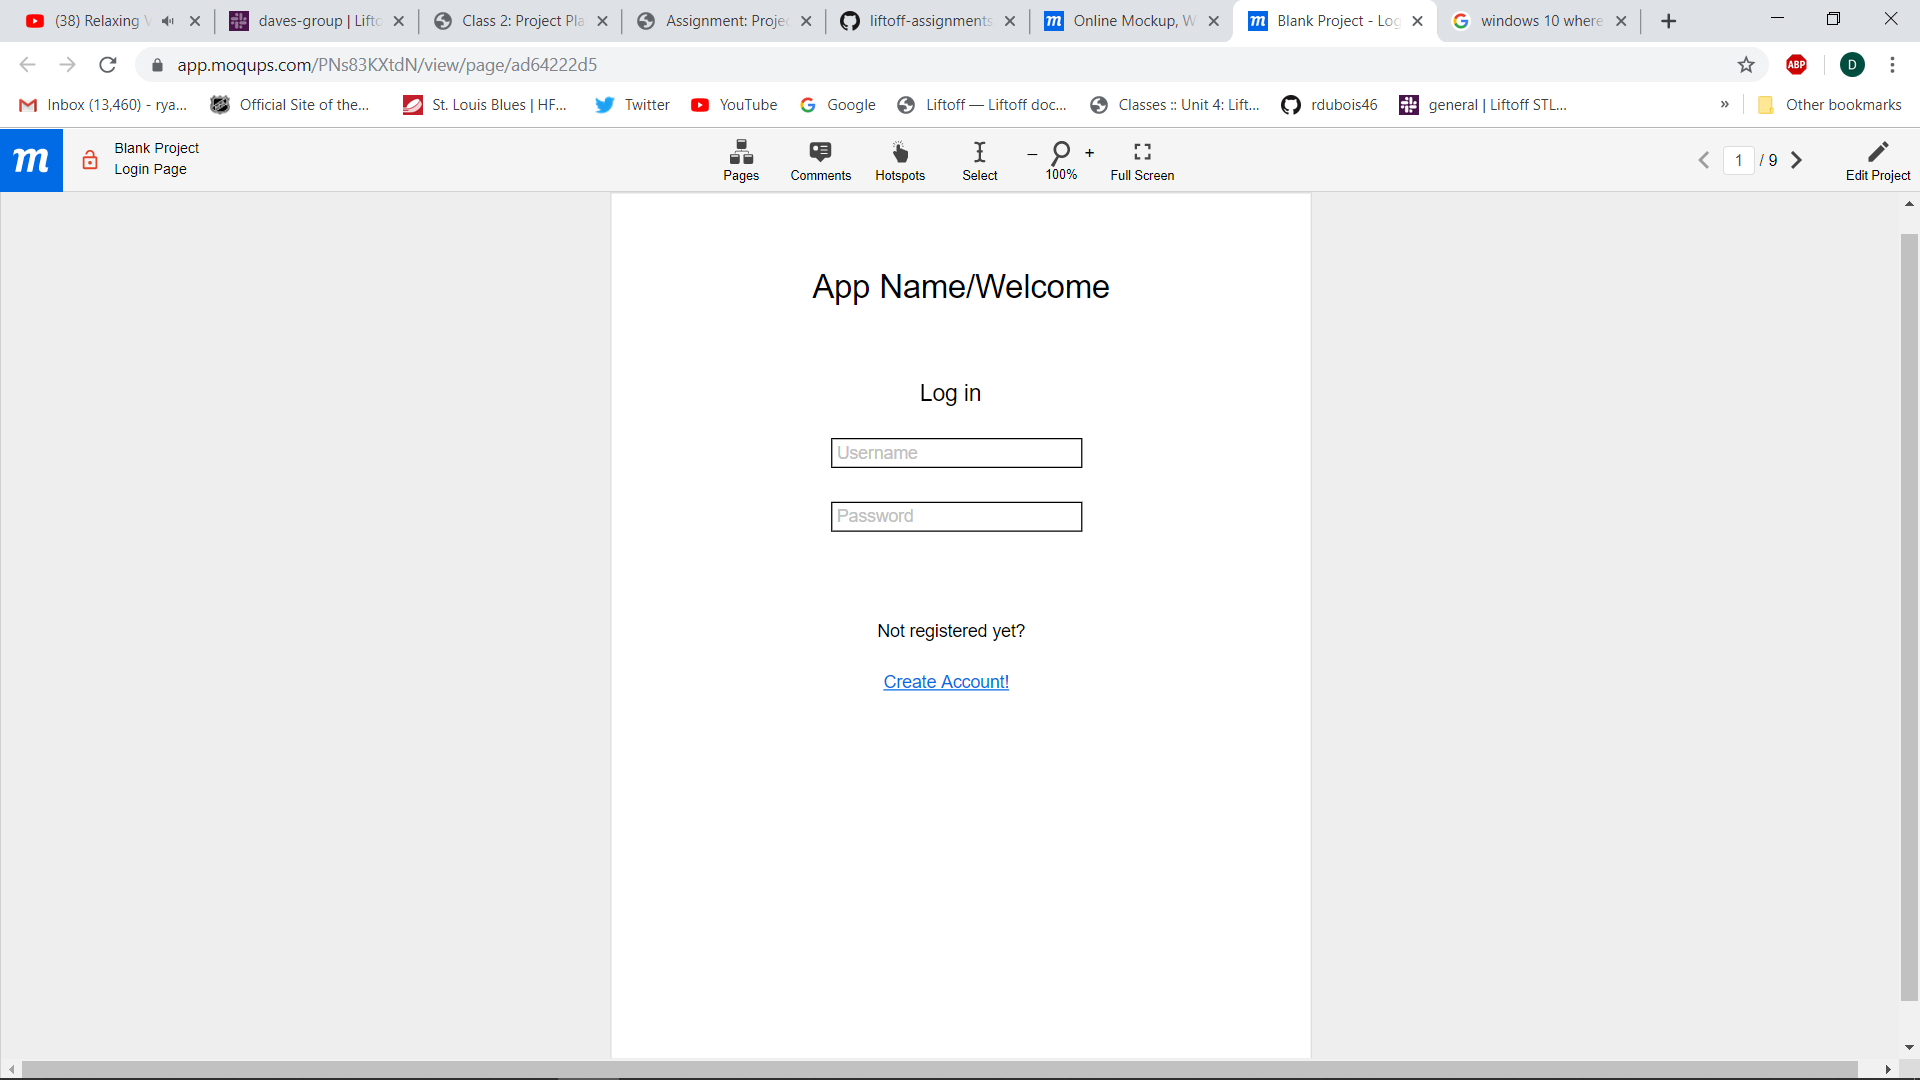 (38) Relaxing
daves-group | Lifto
Class 2: Project Pla
Assignment: Projec
liftoff-assignments
Online Mockup, W
Blank Project - Log
windows 10 where
app.moqups.com/PNs83KXtdN/view/page/ad64222d5
ABP
D
Inbox (13,460) - rya...
Official Site of the...
St. Louis Blues | HF...
Twitter
YouTube
Google
Liftoff — Liftoff doc...
Classes :: Unit 4: Lift...
rdubois46
general | Liftoff STL...
»
Other bookmarks
m
Blank Project
Login Page
Pages
Comments
Hotspots
Select
– 100% +
Full Screen
1 / 9
Edit Project
App Name/Welcome
Log in
Username
Password
Not registered yet?
Create Account!